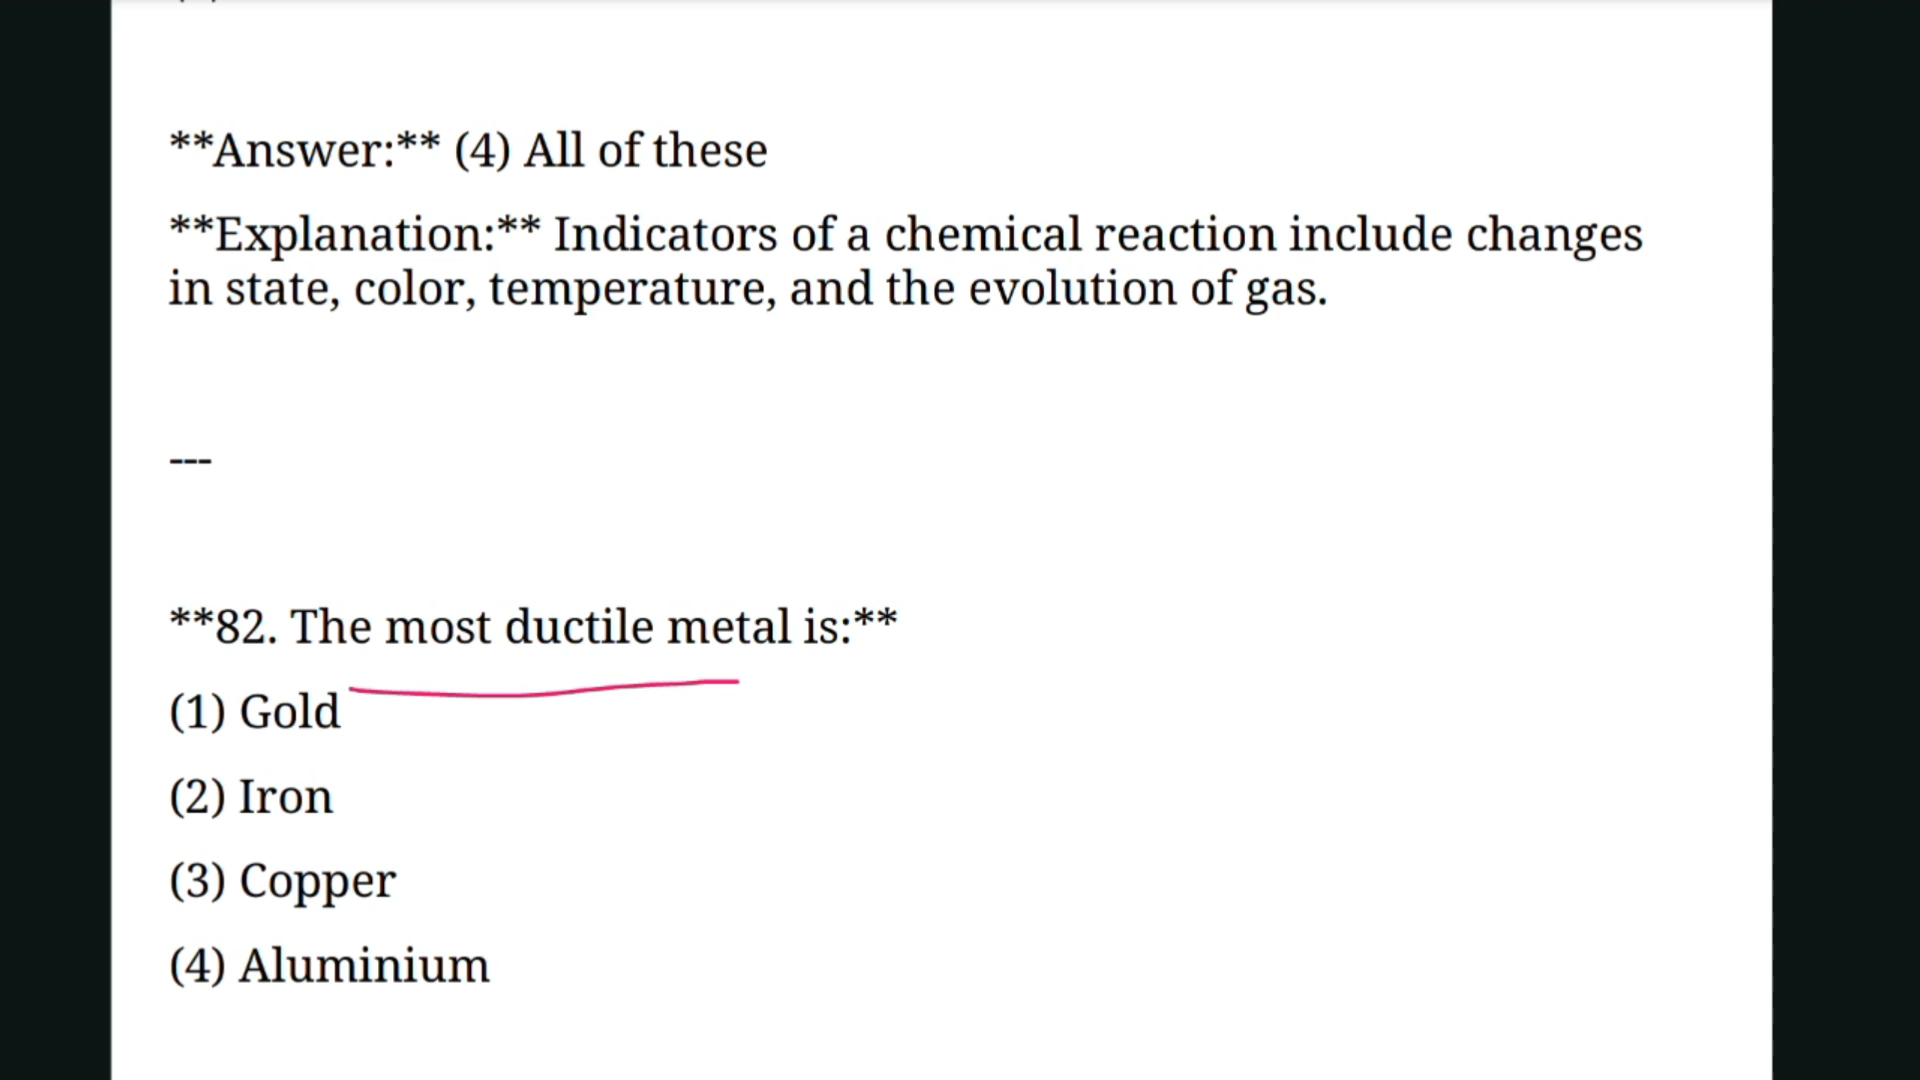 **Answer:** (4) All of these
**Explanation:** Indicators of a chemical reaction include changes
in state, color, temperature, and the evolution of gas.
---
**82. The most ductile metal is:**
(1) Gold
(2) Iron
(3) Copper
(4) Aluminium